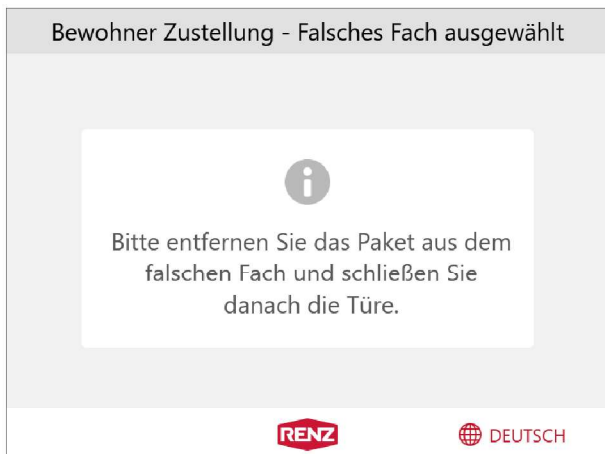 Bewohner Zustellung - Falsches Fach ausgewählt
Bitte entfernen Sie das Paket aus dem
falschen Fach und schließen Sie
danach die Türe.
RENZ
DEUTSCH